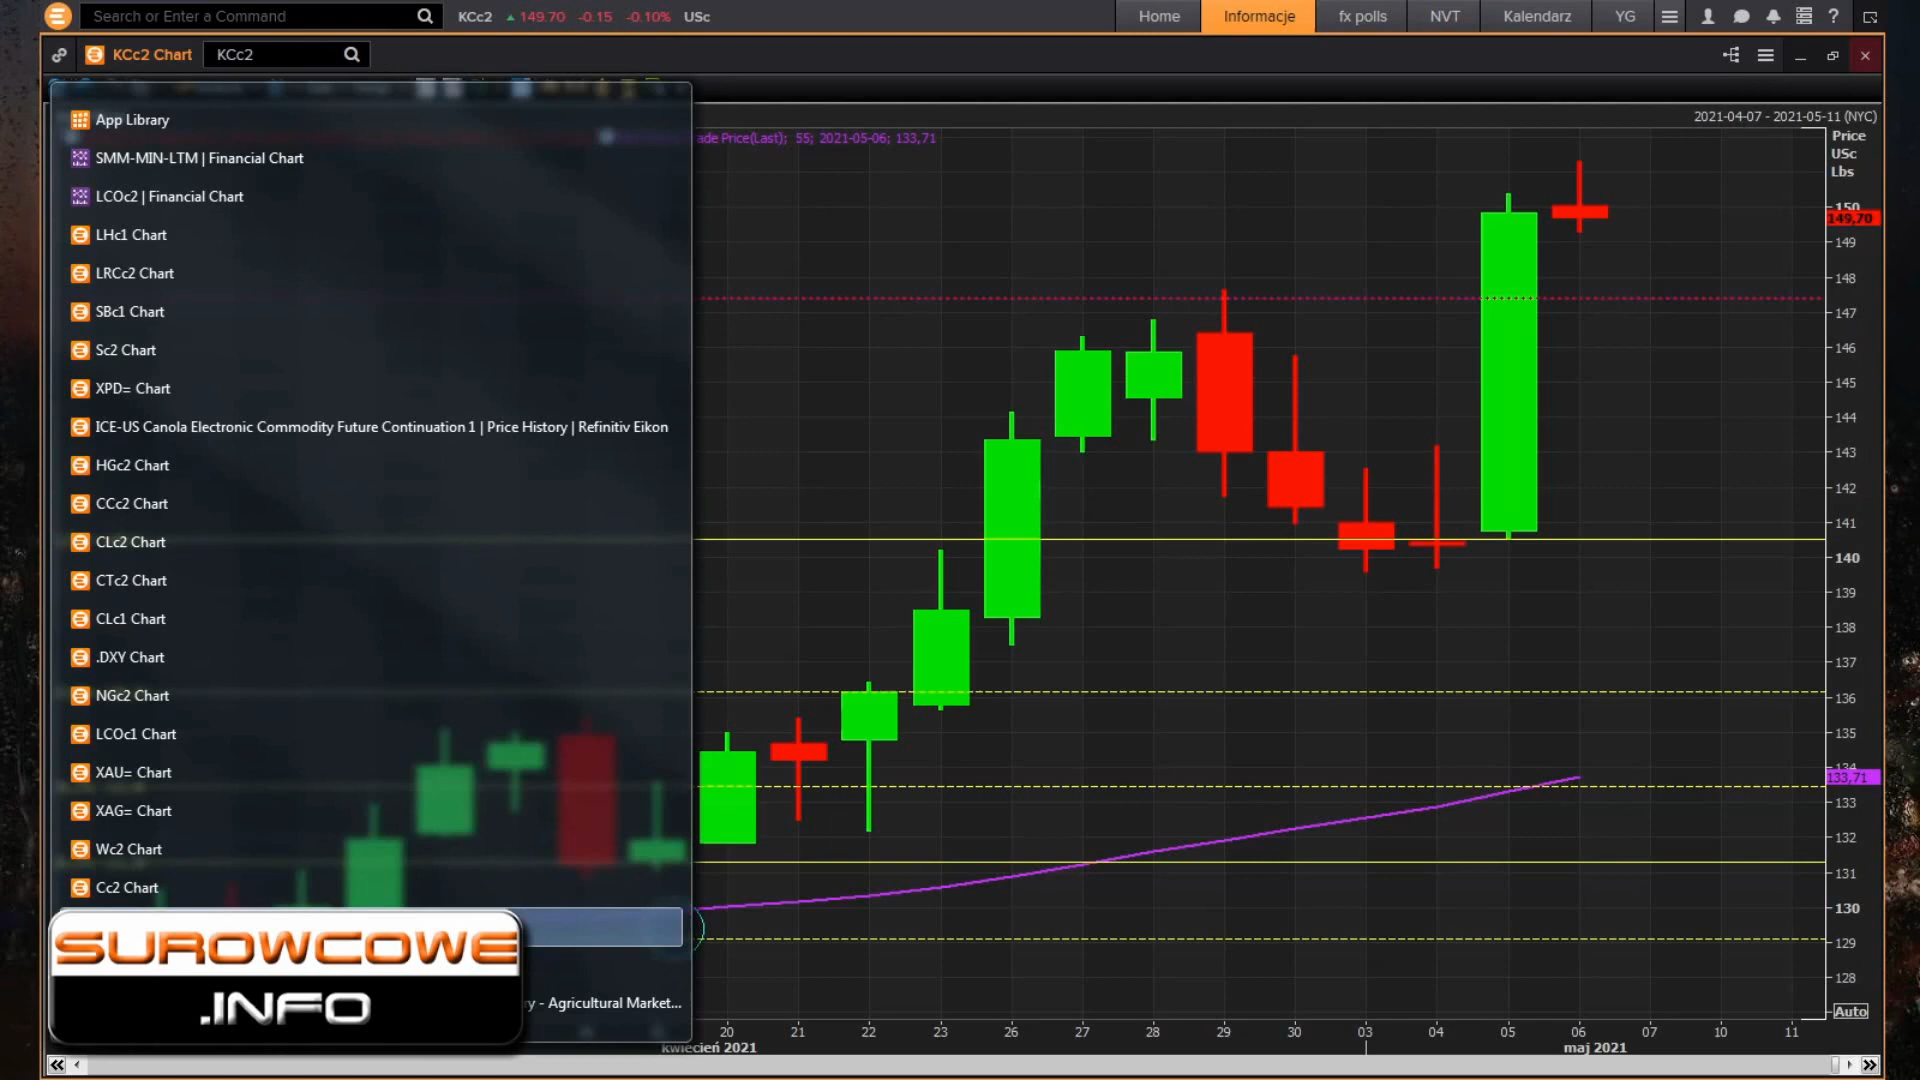 Search or Enter a Command
KCc2 149.70 -0.15 -0.10% USc
Home Informacje fx polls NVT Kalendarz YG
KCc2 Chart KCc2
2021-04-07 - 2021-05-11 (NYC)
ade Price(Last); 55; 2021-05-06; 133,71
Price
USc
Lbs
App Library
SMM-MIN-LTM | Financial Chart
LCOc2 | Financial Chart
LHc1 Chart
LRCc2 Chart
SBc1 Chart
Sc2 Chart
XPD= Chart
ICE-US Canola Electronic Commodity Future Continuation 1 | Price History | Refinitiv Eikon
HGc2 Chart
CCc2 Chart
CLc2 Chart
CTc2 Chart
CLc1 Chart
.DXY Chart
NGc2 Chart
LCOc1 Chart
XAU= Chart
XAG= Chart
Wc2 Chart
Cc2 Chart
SUROWCOWE
.INFO
y - Agricultural Market...
150
149,70
149
148
147
146
145
144
143
142
141
140
139
138
137
136
135
134
133,71
133
132
131
130
129
128
Auto
20 21 22 23 26 27 28 29 30 03 04 05 06 07 10 11
kwiecień 2021 maj 2021